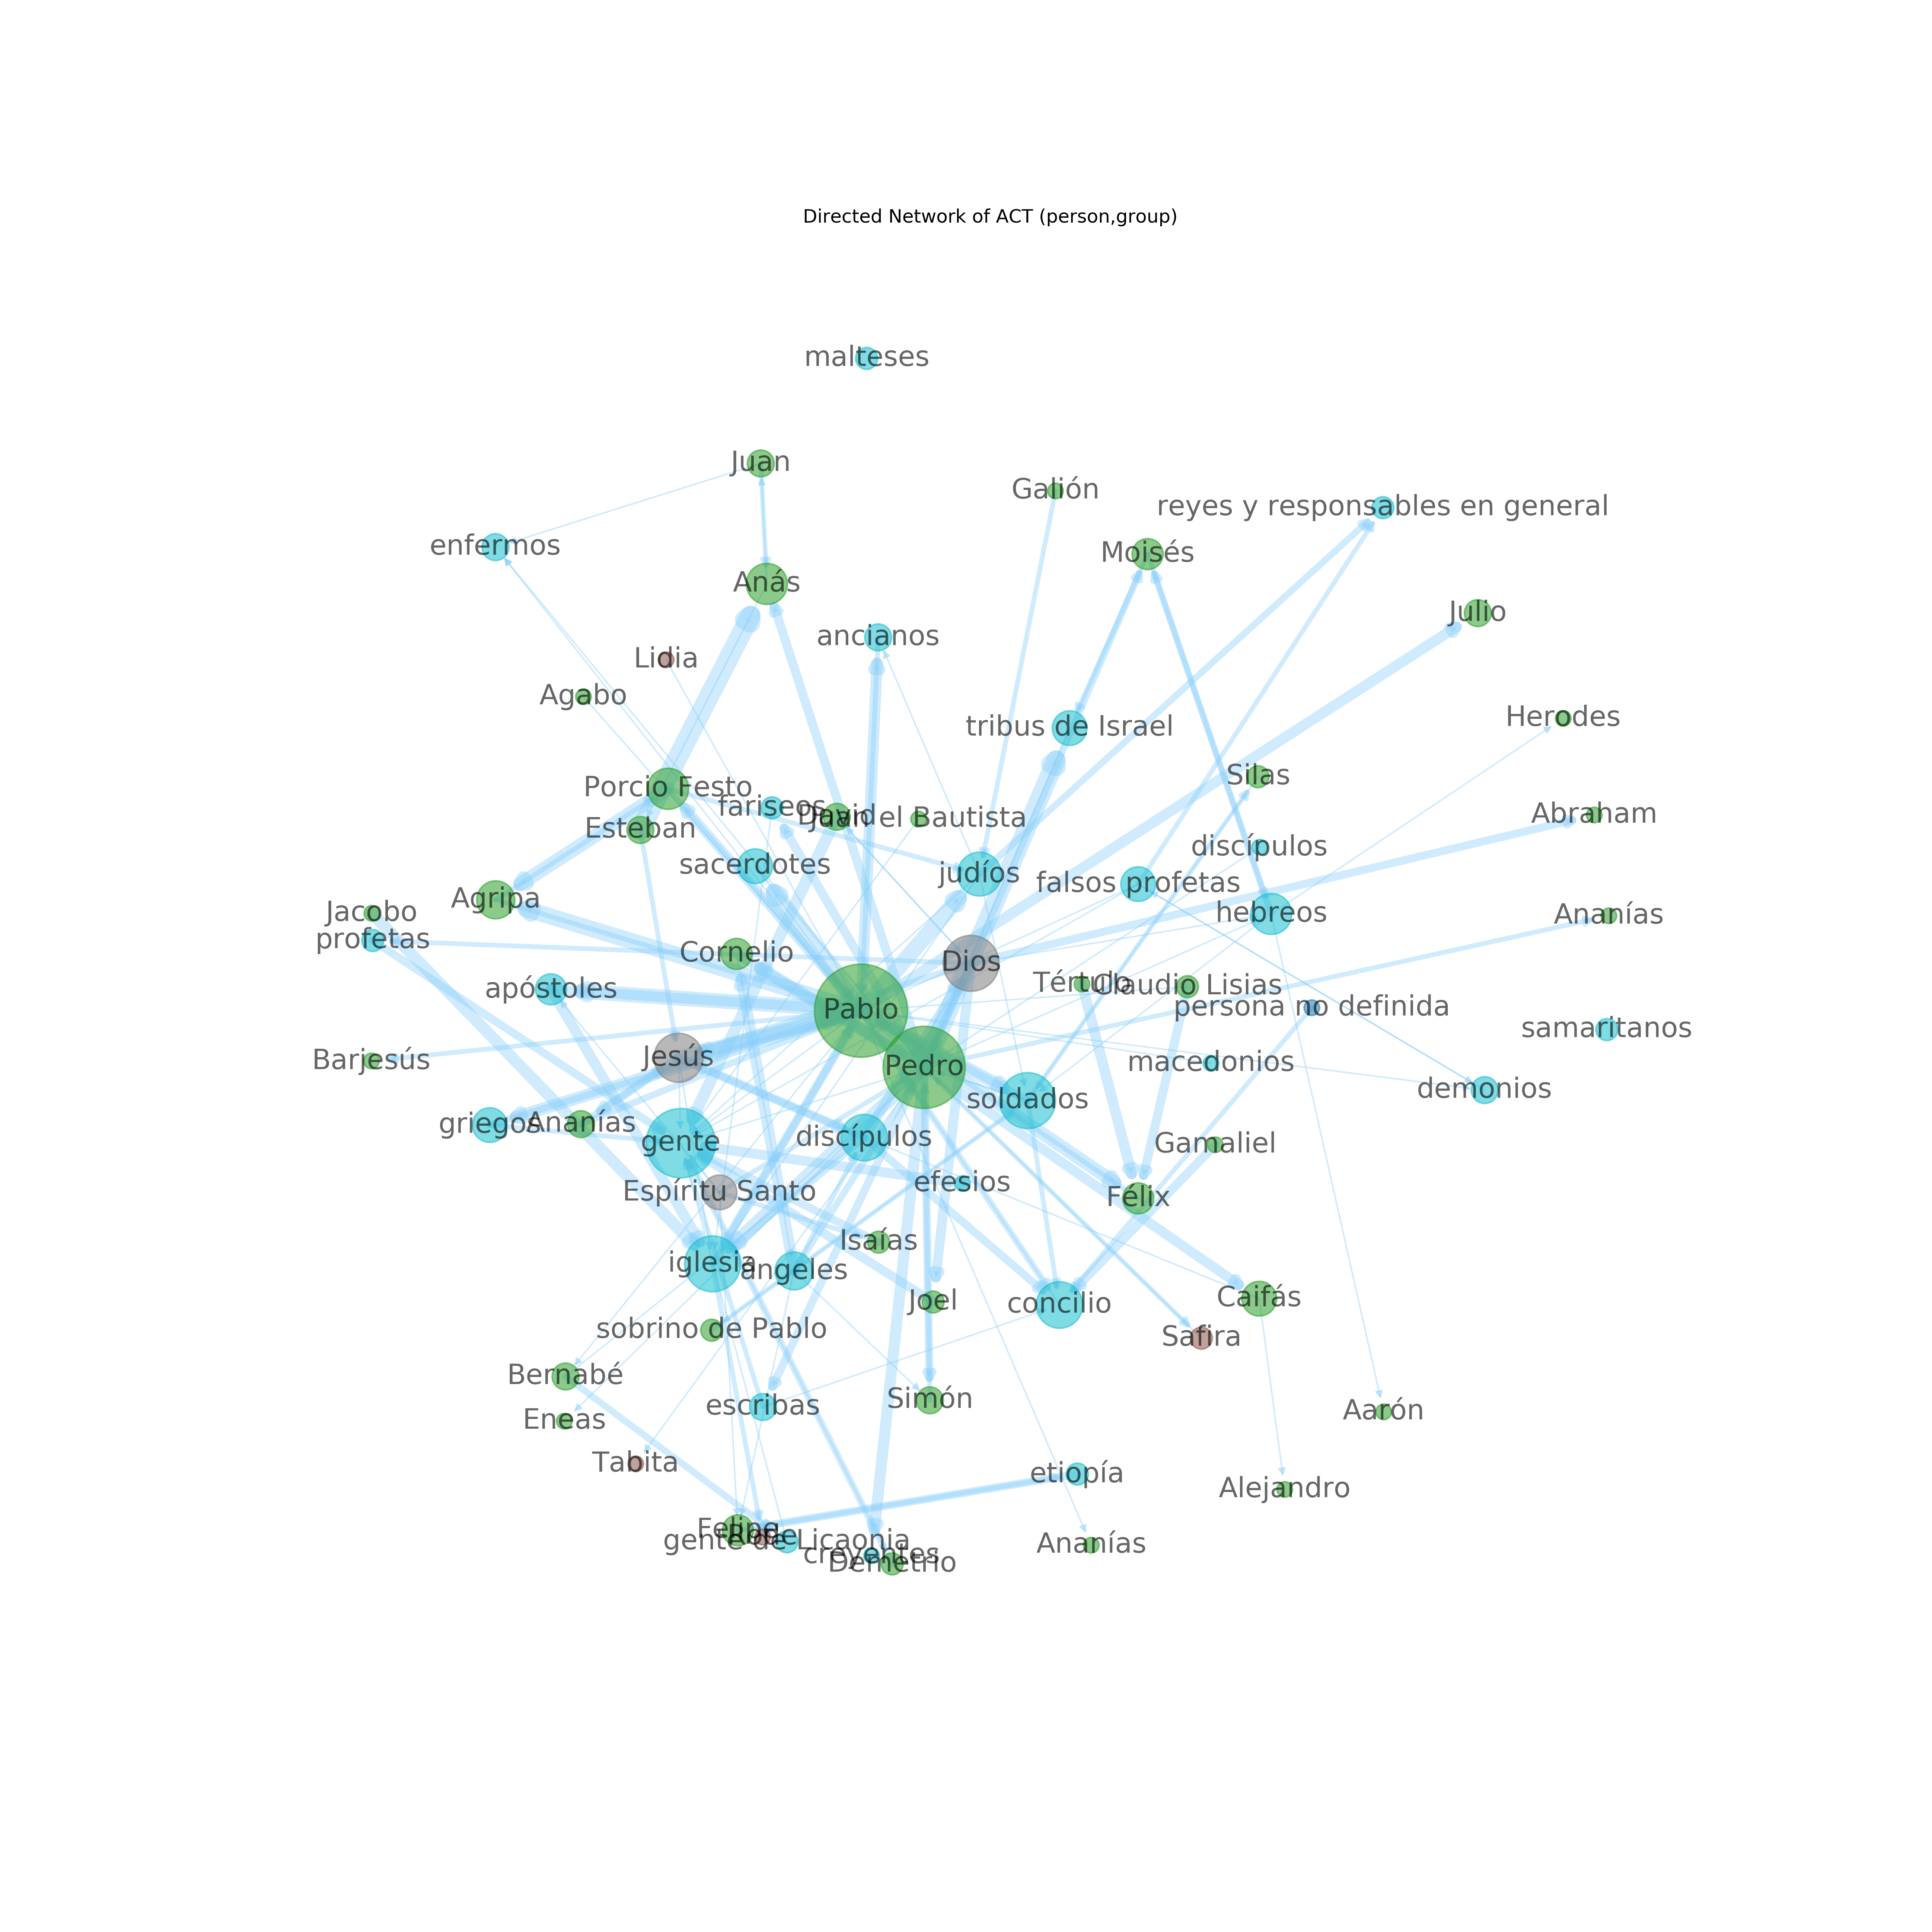 Directed Network of ACT (person,group)
malteses
Juan
Galión
reyes y responsables en general
enfermos
Moisés
Anás
Julio
ancianos
Lidia
Agabo
Herodes
tribus de Israel
Silas
Porcio Festo
fariseos
David
Juan el Bautista
Abraham
Esteban
discípulos
sacerdotes
judíos
falsos profetas
Agripa
Jacobo
hebreos
Ananías
profetas
Cornelio
Dios
apóstoles
Tértulo
Claudio Lisias
Pablo
persona no definida
samaritanos
Jesús
Barjesús
Pedro
macedonios
demonios
soldados
griegos
Ananías
gente
discípulos
Gamaliel
efesios
Espíritu Santo
Félix
Isaías
iglesia
ángeles
Joel
concilio
Caifás
sobrino de Pablo
Safira
Bernabé
Simón
escribas
Aarón
Eneas
Tabita
etiopía
Alejandro
Felipe
gente de Licaonia
Ananías
creyentes
Demetrio